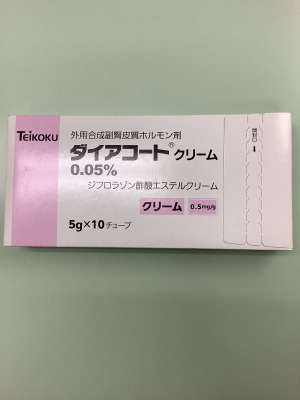 TEIKOKU
外用合成副腎皮質ホルモン剤
ダイアコート®クリーム
0.05%
ジフロラゾン酢酸エステルクリーム
クリーム 0.5mg/g
5g×10チューブ
開封口